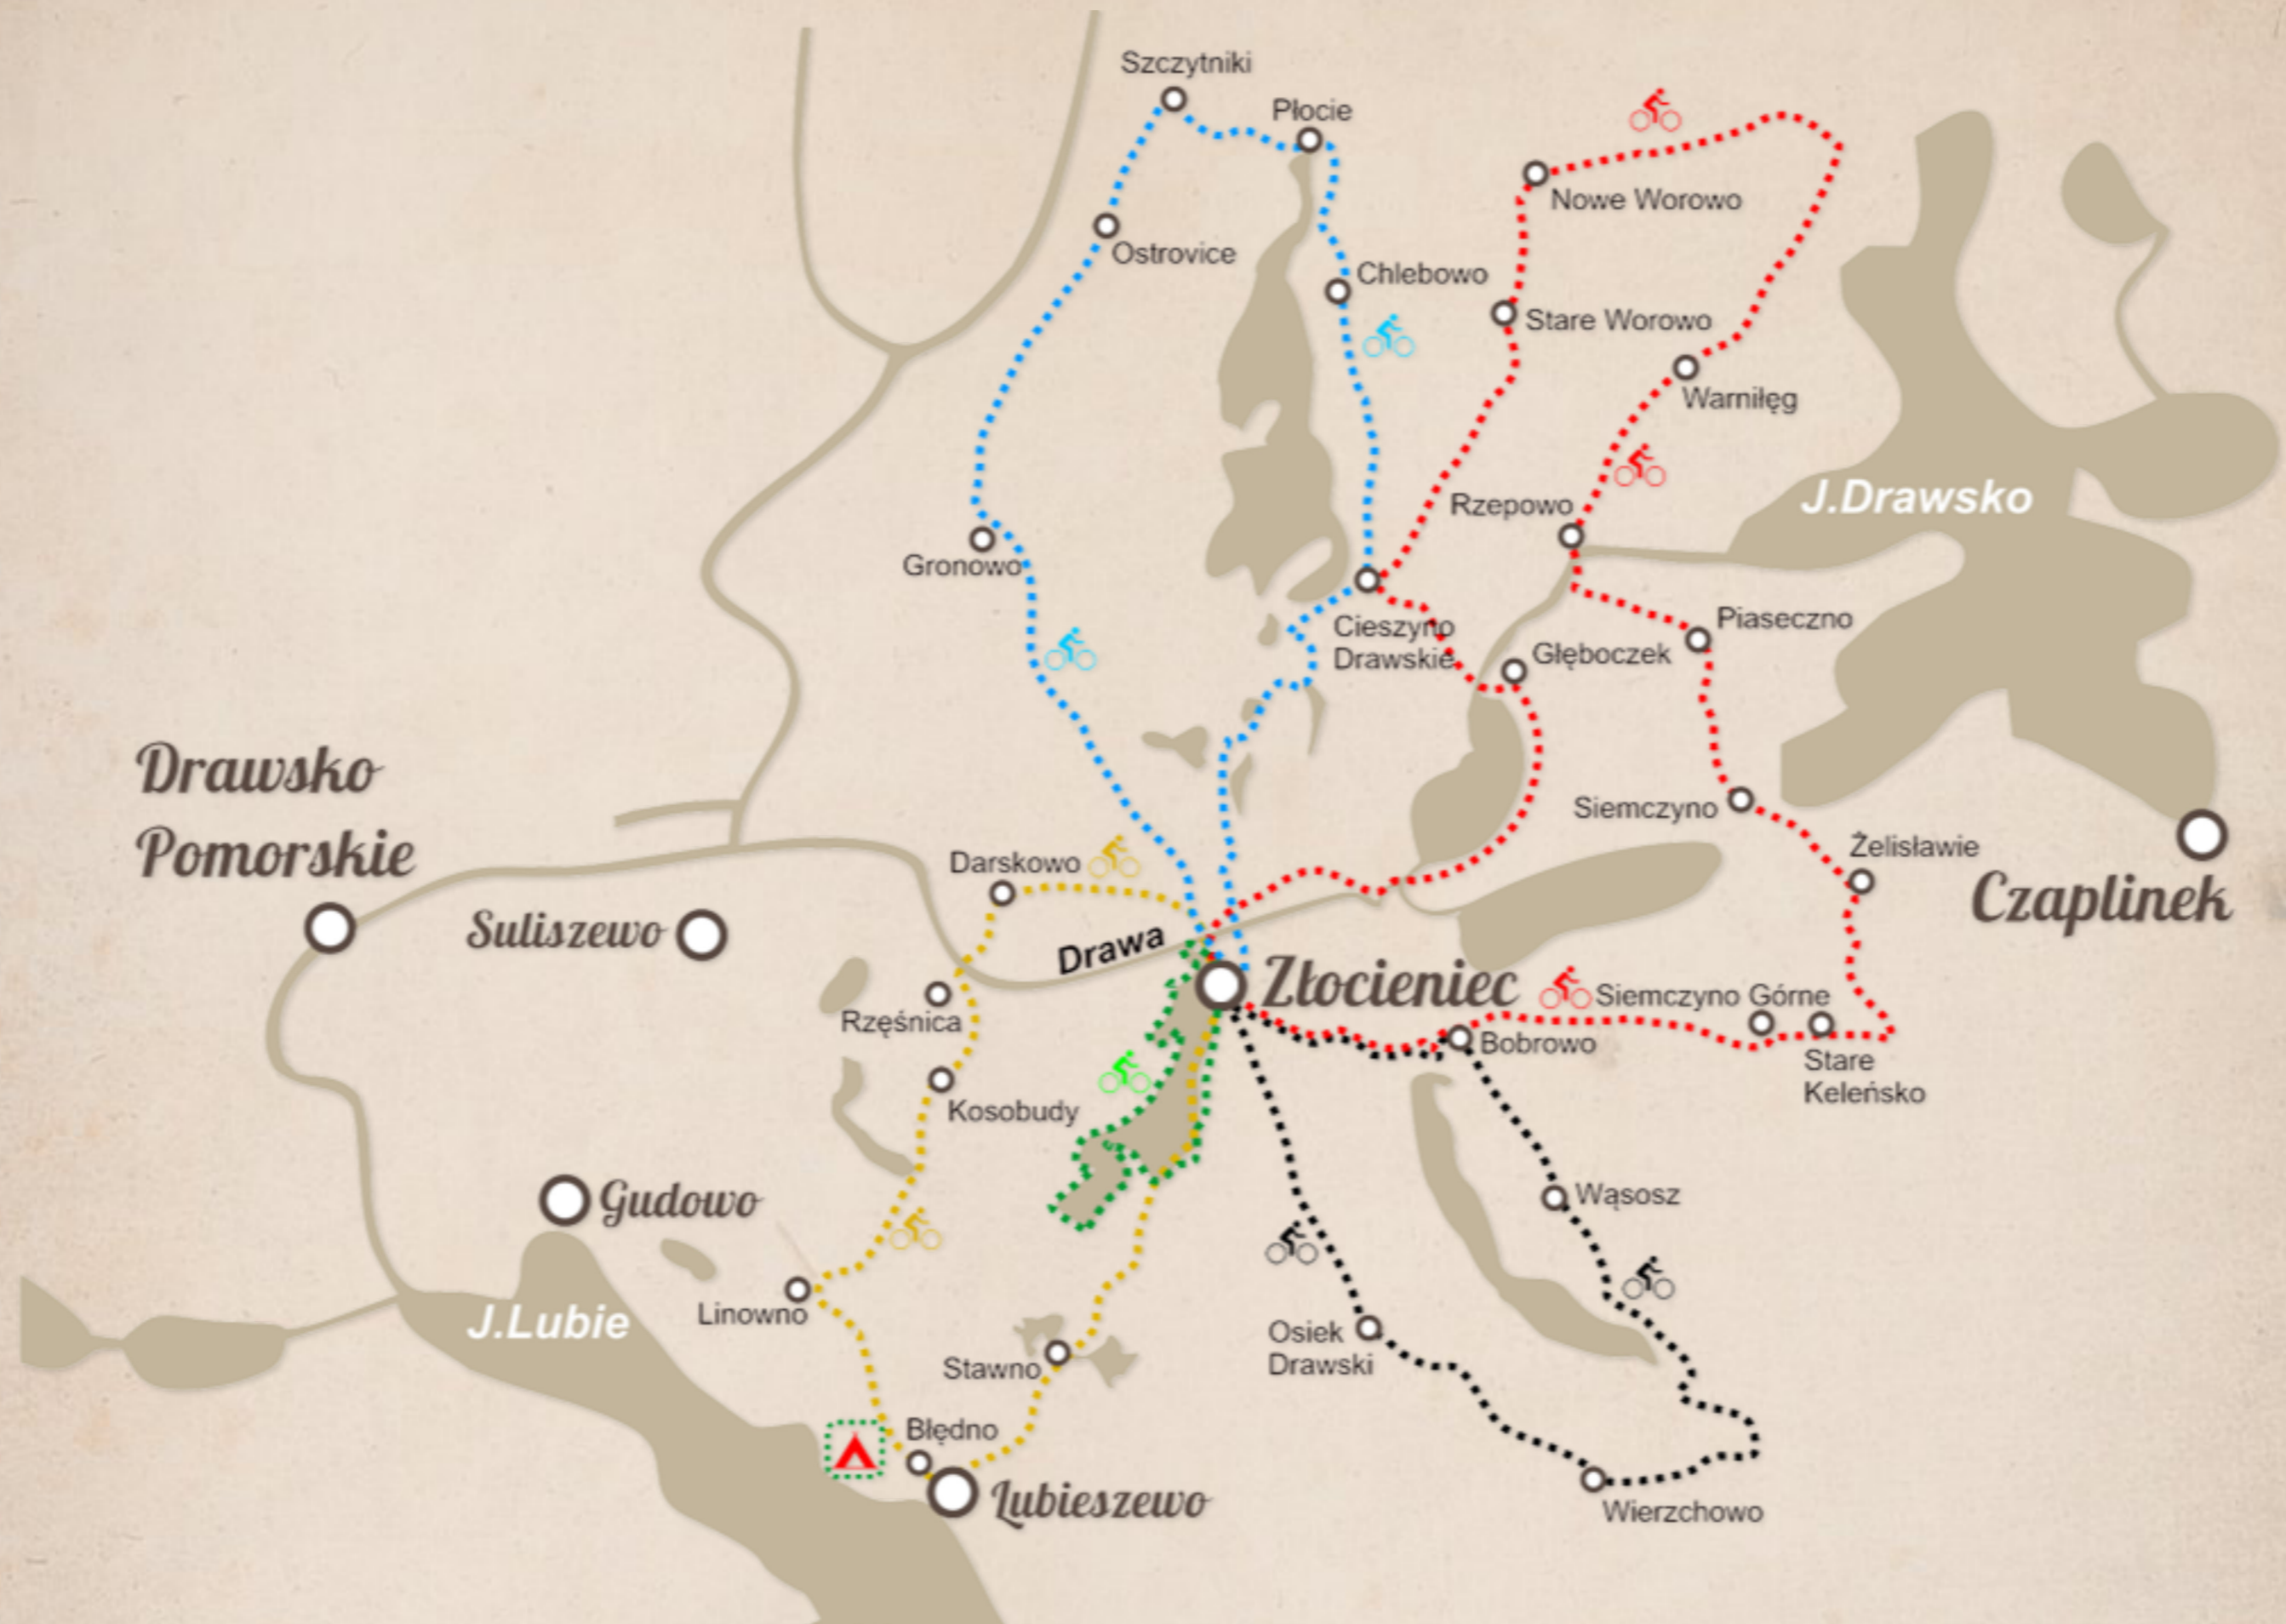 Szczytniki
Płocie
Nowe Worowo
Ostrovice
Chlebowo
Stare Worowo
Warniłęg
J.Drawsko
Rzepowo
Gronowo
Piaseczno
Cieszyno
Drawskie
Głęboczek
Drawsko
Pomorskie
Siemczyno
Żelisławie
Darskowo
Czaplinek
Suliszewo
Drawa
Złocieniec
Siemczyno Górne
Rzęśnica
Bobrowo
Stare
Keleńsko
Kosobudy
Gudowo
Wąsosz
Linowno
J.Lubie
Osiek
Drawski
Stawno
Błędno
Lubieszewo
Wierzchowo